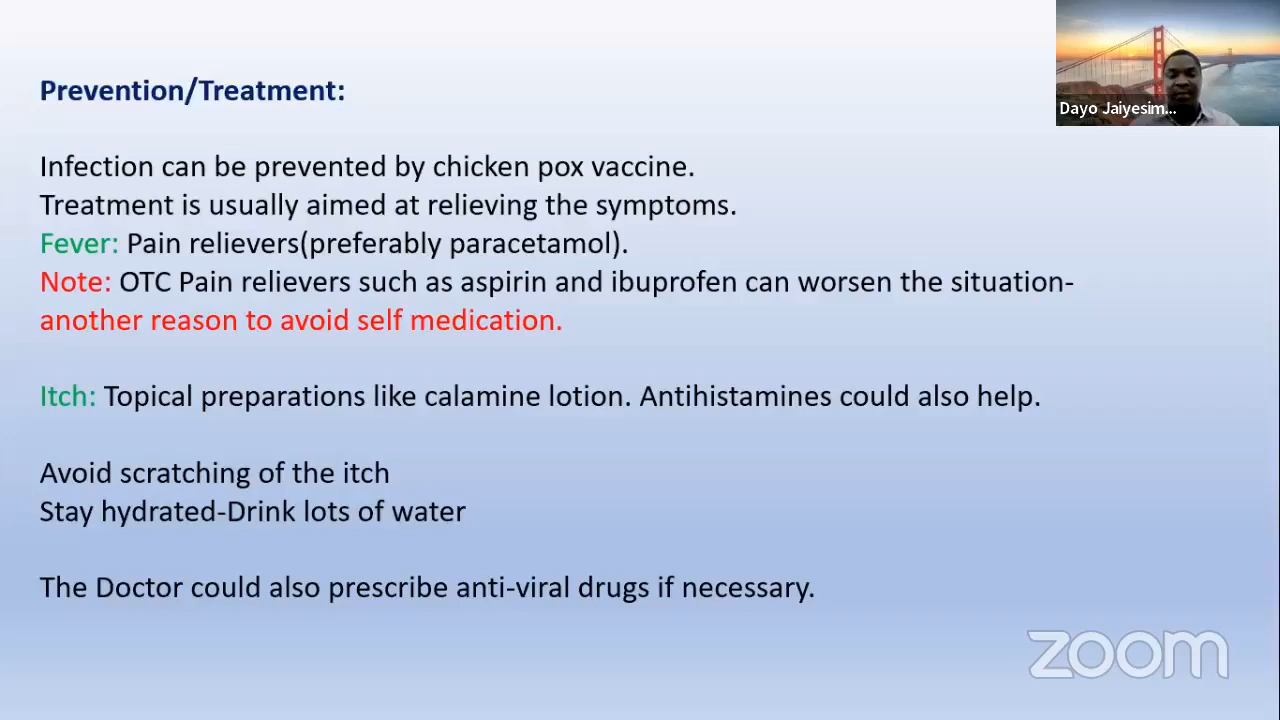 Prevention/Treatment:
Dayo Jaiyesim...
Infection can be prevented by chicken pox vaccine.
Treatment is usually aimed at relieving the symptoms.
Fever: Pain relievers(preferably paracetamol).
Note: OTC Pain relievers such as aspirin and ibuprofen can worsen the situation-
another reason to avoid self medication.
Itch: Topical preparations like calamine lotion. Antihistamines could also help.
Avoid scratching of the itch
Stay hydrated-Drink lots of water
The Doctor could also prescribe anti-viral drugs if necessary.
zoom